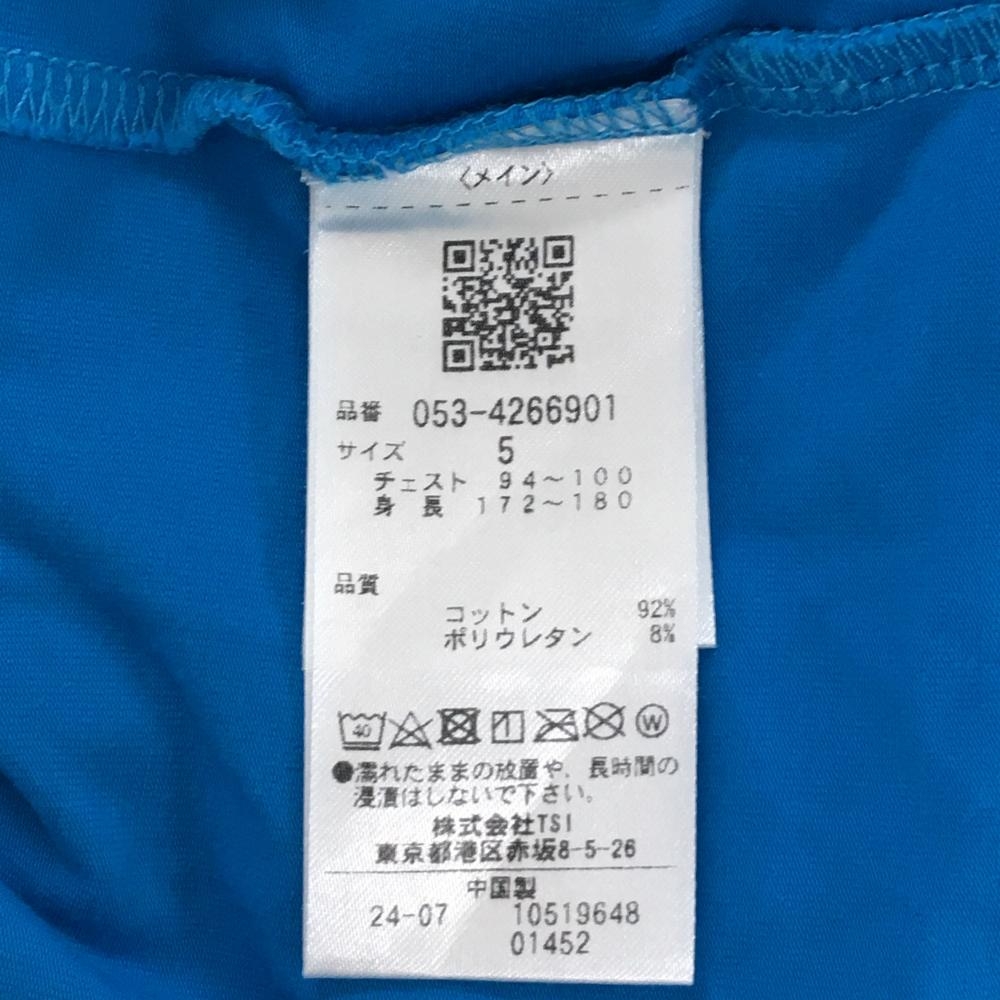 〈メイン〉
品番 053-4266901
サイズ 5
チェスト 94～100
身長 172～180
品質
コットン 92%
ポリウレタン 8%
40 W
●濡れたままの放置や、長時間の
浸漬はしないで下さい。
株式会社TSI
東京都港区赤坂8-5-26
中国製
24-07 10519648
01452